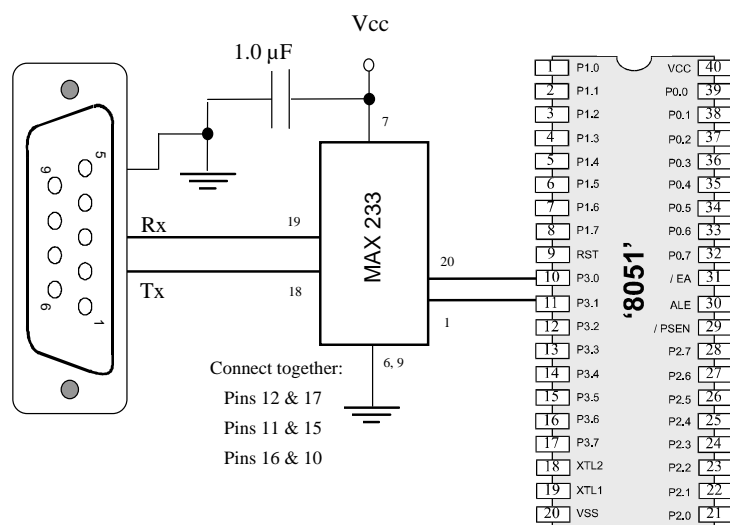 Vcc
1.0 µF
7
5
9
6
1
Rx
Tx
19
18
MAX 233
20
1
6, 9
Connect together:
Pins 12 & 17
Pins 11 & 15
Pins 16 & 10
'8051'
1 P1.0 VCC 40
2 P1.1 P0.0 39
3 P1.2 P0.1 38
4 P1.3 P0.2 37
5 P1.4 P0.3 36
6 P1.5 P0.4 35
7 P1.6 P0.5 34
8 P1.7 P0.6 33
9 RST P0.7 32
10 P3.0 / EA 31
11 P3.1 ALE 30
12 P3.2 / PSEN 29
13 P3.3 P2.7 28
14 P3.4 P2.6 27
15 P3.5 P2.5 26
16 P3.6 P2.4 25
17 P3.7 P2.3 24
18 XTL2 P2.2 23
19 XTL1 P2.1 22
20 VSS P2.0 21